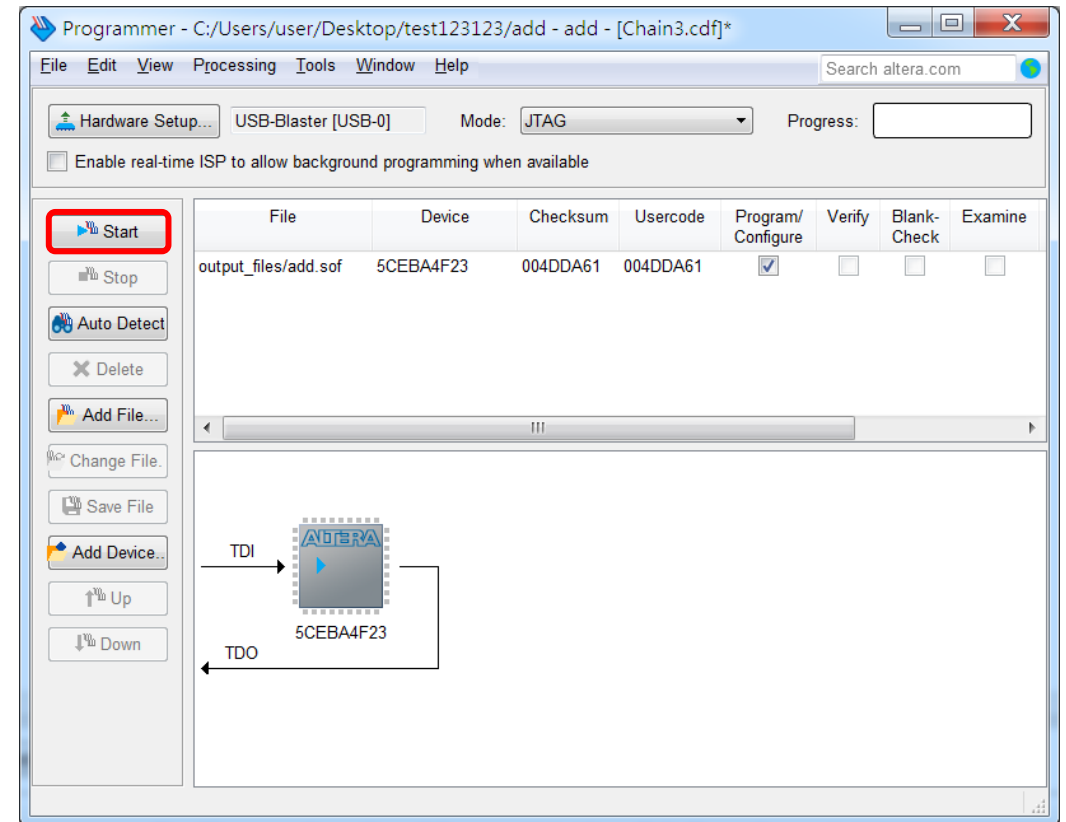 Programmer - C:/Users/user/Desktop/test123123/add - add - [Chain3.cdf]*
File Edit View Processing Tools Window Help
Search altera.com
Hardware Setup... USB-Blaster [USB-0] Mode: JTAG Progress:
Enable real-time ISP to allow background programming when available
Start
Stop
Auto Detect
Delete
Add File...
Change File.
Save File
Add Device..
Up
Down
File Device Checksum Usercode Program/ Verify Blank- Examine
Configure Check
output_files/add.sof 5CEBA4F23 004DDA61 004DDA61
TDI
ALTERA
5CEBA4F23
TDO